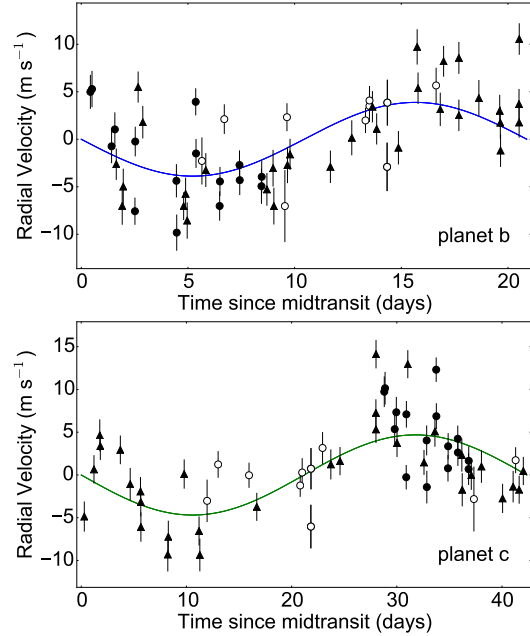 Radial Velocity (m s⁻¹)
10
5
0
−5
−10
planet b
0 5 10 15 20
Time since midtransit (days)
Radial Velocity (m s⁻¹)
15
10
5
0
−5
−10
planet c
0 10 20 30 40
Time since midtransit (days)